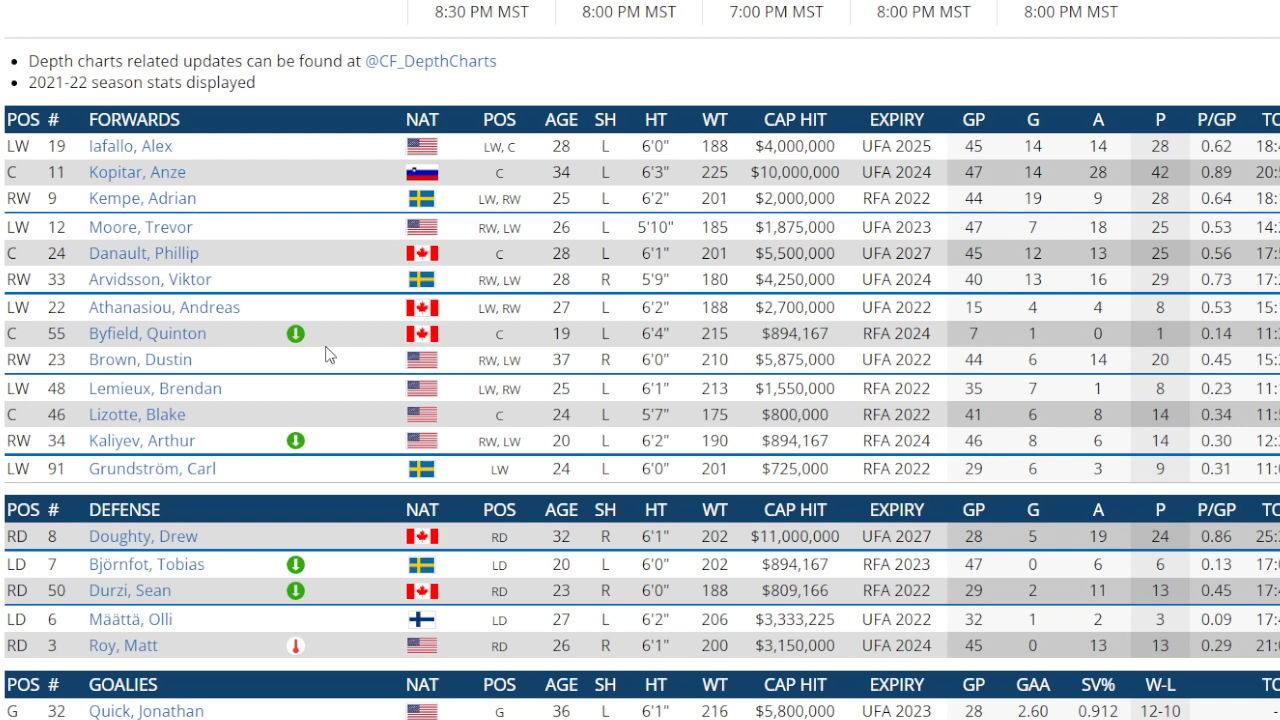 8:30 PM MST 8:00 PM MST 7:00 PM MST 8:00 PM MST 8:00 PM MST
• Depth charts related updates can be found at @CF_DepthCharts
• 2021-22 season stats displayed
POS # FORWARDS NAT POS AGE SH HT WT CAP HIT EXPIRY GP G A P P/GP
LW 19 Iafallo, Alex LW, C 28 L 6'0" 188 $4,000,000 UFA 2025 45 14 14 28 0.62
C 11 Kopitar, Anze C 34 L 6'3" 225 $10,000,000 UFA 2024 47 14 28 42 0.89
RW 9 Kempe, Adrian LW, RW 25 L 6'2" 201 $2,000,000 RFA 2022 44 19 9 28 0.64
LW 12 Moore, Trevor RW, LW 26 L 5'10" 185 $1,875,000 UFA 2023 47 7 18 25 0.53
C 24 Danault, Phillip C 28 L 6'1" 201 $5,500,000 UFA 2027 45 12 13 25 0.56
RW 33 Arvidsson, Viktor RW, LW 28 R 5'9" 180 $4,250,000 UFA 2024 40 13 16 29 0.73
LW 22 Athanasiou, Andreas LW, RW 27 L 6'2" 188 $2,700,000 UFA 2022 15 4 4 8 0.53
C 55 Byfield, Quinton C 19 L 6'4" 215 $894,167 RFA 2024 7 1 0 1 0.14
RW 23 Brown, Dustin RW, LW 37 R 6'0" 210 $5,875,000 UFA 2022 44 6 14 20 0.45
LW 48 Lemieux, Brendan LW, RW 25 L 6'1" 213 $1,550,000 RFA 2022 35 7 1 8 0.23
C 46 Lizotte, Blake C 24 L 5'7" 175 $800,000 RFA 2022 41 6 8 14 0.34
RW 34 Kaliyev, Arthur RW, LW 20 L 6'2" 190 $894,167 RFA 2024 46 8 6 14 0.30
LW 91 Grundström, Carl LW 24 L 6'0" 201 $725,000 RFA 2022 29 6 3 9 0.31
POS # DEFENSE NAT POS AGE SH HT WT CAP HIT EXPIRY GP G A P P/GP
RD 8 Doughty, Drew RD 32 R 6'1" 202 $11,000,000 UFA 2027 28 5 19 24 0.86
LD 7 Björnfot, Tobias LD 20 L 6'0" 202 $894,167 RFA 2023 47 0 6 6 0.13
RD 50 Durzi, Sean RD 23 R 6'0" 188 $809,166 RFA 2024 29 2 11 13 0.45
LD 6 Määttä, Olli LD 27 L 6'2" 206 $3,333,225 UFA 2022 32 1 2 3 0.09
RD 3 Roy, Matt RD 26 R 6'1" 200 $3,150,000 UFA 2024 45 0 13 13 0.29
POS # GOALIES NAT POS AGE SH HT WT CAP HIT EXPIRY GP GAA SV% W-L
G 32 Quick, Jonathan G 36 L 6'1" 216 $5,800,000 UFA 2023 28 2.60 0.912 12-10